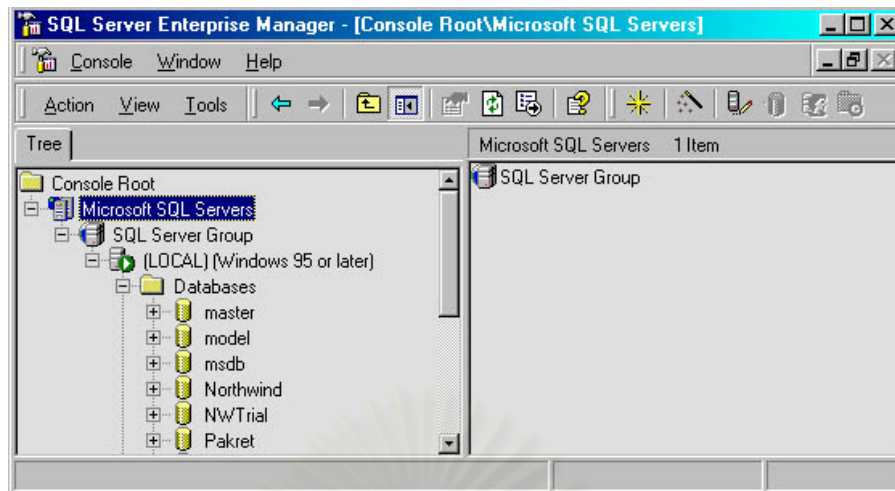 SQL Server Enterprise Manager - [Console Root\Microsoft SQL Servers]
Console Window Help
Action View Tools
Tree
Microsoft SQL Servers 1 Item
Console Root
Microsoft SQL Servers
SQL Server Group
(LOCAL) (Windows 95 or later)
Databases
master
model
msdb
Northwind
NWTrial
Pakret
SQL Server Group